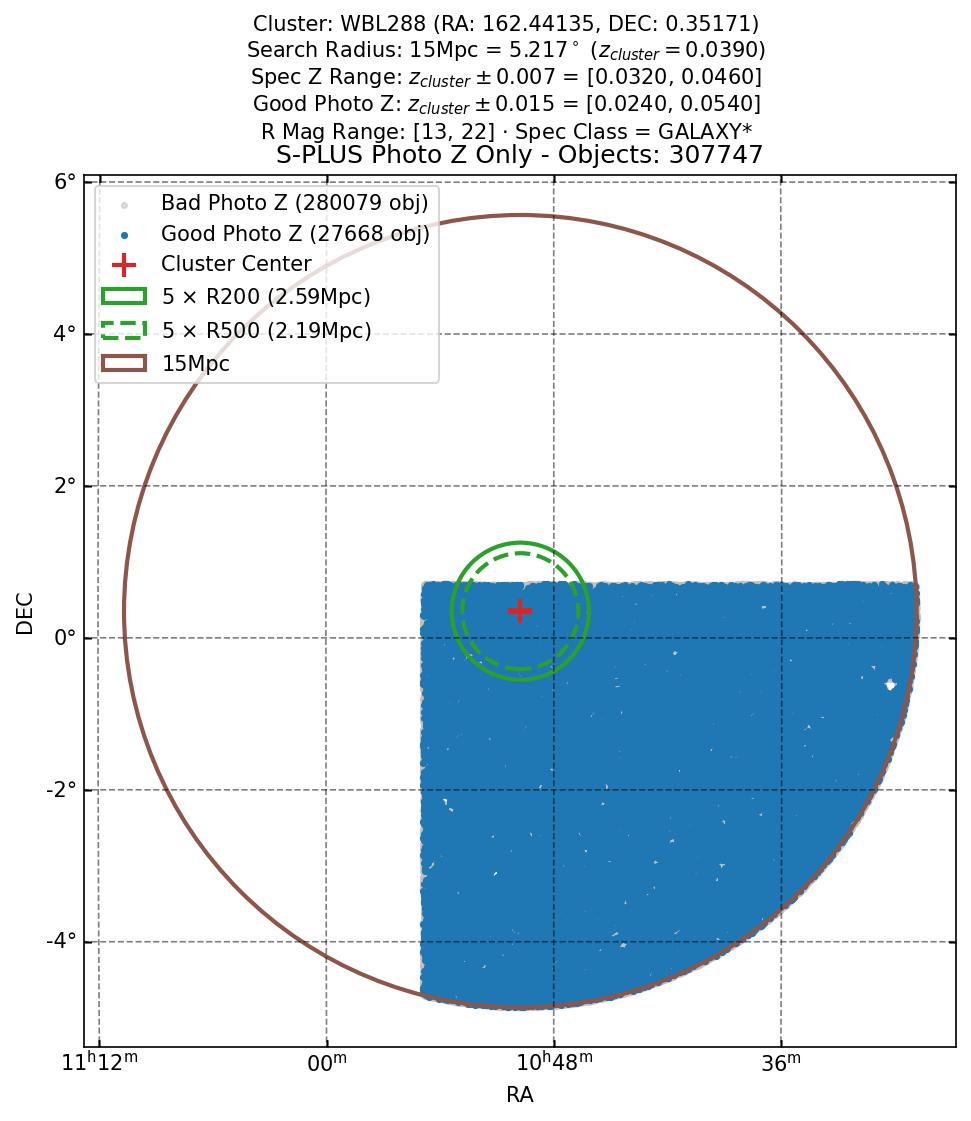 Cluster: WBL288 (RA: 162.44135, DEC: 0.35171)
Search Radius: 15Mpc = 5.217° (z_cluster = 0.0390)
Spec Z Range: z_cluster ± 0.007 = [0.0320, 0.0460]
Good Photo Z: z_cluster ± 0.015 = [0.0240, 0.0540]
R Mag Range: [13, 22] · Spec Class = GALAXY*
S-PLUS Photo Z Only - Objects: 307747
Bad Photo Z (280079 obj)
Good Photo Z (27668 obj)
Cluster Center
5 × R200 (2.59Mpc)
5 × R500 (2.19Mpc)
15Mpc
6°
4°
2°
0°
-2°
-4°
DEC
11h12m
00m
10h48m
36m
RA